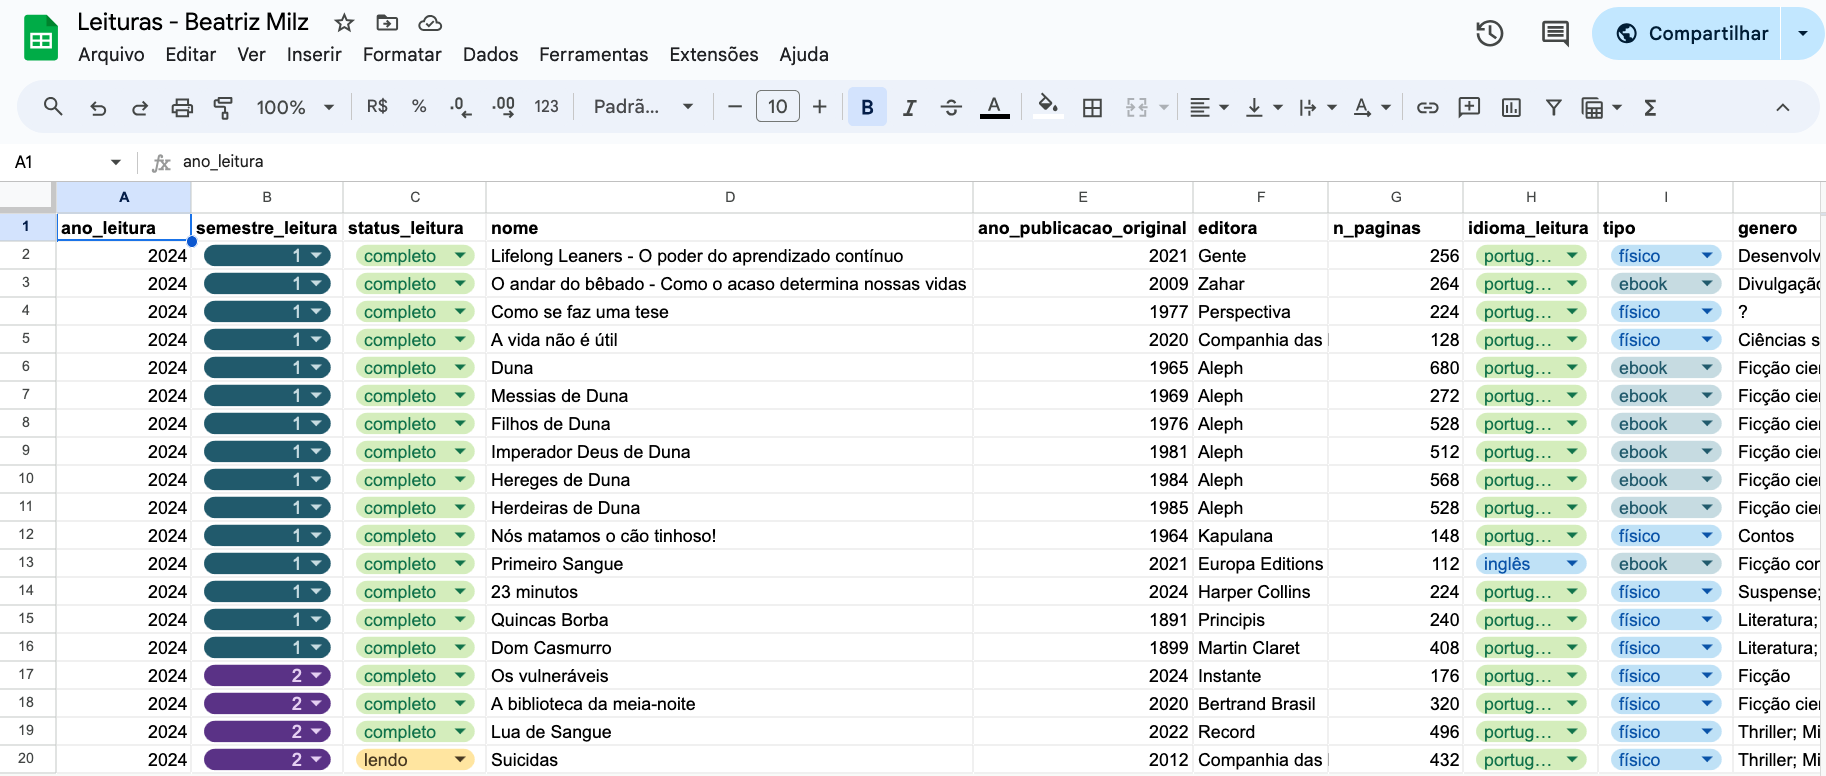 Leituras - Beatriz Milz
Arquivo Editar Ver Inserir Formatar Dados Ferramentas Extensões Ajuda
Compartilhar
100% R$ % .0 .00 123 Padrã... 10 B I A A Σ
A1 fx ano_leitura
A B C D E F G H I
1 ano_leitura semestre_leitura status_leitura nome ano_publicacao_original editora n_paginas idioma_leitura tipo genero
2 2024 1 completo Lifelong Leaners - O poder do aprendizado contínuo 2021 Gente 256 portug... físico Desenvolv
3 2024 1 completo O andar do bêbado - Como o acaso determina nossas vidas 2009 Zahar 264 portug... ebook Divulgação
4 2024 1 completo Como se faz uma tese 1977 Perspectiva 224 portug... físico ?
5 2024 1 completo A vida não é útil 2020 Companhia das 128 portug... físico Ciências s
6 2024 1 completo Duna 1965 Aleph 680 portug... ebook Ficção cie
7 2024 1 completo Messias de Duna 1969 Aleph 272 portug... ebook Ficção cie
8 2024 1 completo Filhos de Duna 1976 Aleph 528 portug... ebook Ficção cie
9 2024 1 completo Imperador Deus de Duna 1981 Aleph 512 portug... ebook Ficção cie
10 2024 1 completo Hereges de Duna 1984 Aleph 568 portug... ebook Ficção cie
11 2024 1 completo Herdeiras de Duna 1985 Aleph 528 portug... ebook Ficção cie
12 2024 1 completo Nós matamos o cão tinhoso! 1964 Kapulana 148 portug... físico Contos
13 2024 1 completo Primeiro Sangue 2021 Europa Editions 112 inglês ebook Ficção con
14 2024 1 completo 23 minutos 2024 Harper Collins 224 portug... físico Suspense;
15 2024 1 completo Quincas Borba 1891 Principis 240 portug... físico Literatura;
16 2024 1 completo Dom Casmurro 1899 Martin Claret 408 portug... físico Literatura;
17 2024 2 completo Os vulneráveis 2024 Instante 176 portug... físico Ficção
18 2024 2 completo A biblioteca da meia-noite 2020 Bertrand Brasil 320 portug... físico Ficção cie
19 2024 2 completo Lua de Sangue 2022 Record 496 portug... físico Thriller; Mi
20 2024 2 lendo Suicidas 2012 Companhia das 432 portug... físico Thriller; Mi